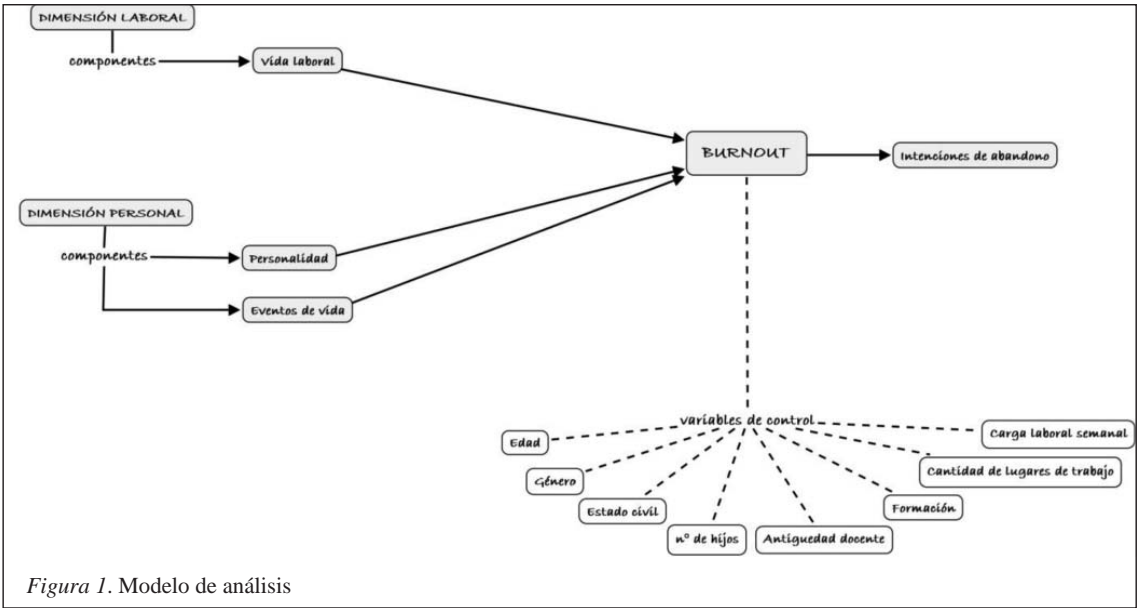 DIMENSIÓN LABORAL
componentes
Vida laboral
BURNOUT
Intenciones de abandono
DIMENSIÓN PERSONAL
componentes
Personalidad
Eventos de vida
variables de control
Edad
Género
Estado civil
nº de hijos
Antiguedad docente
Formación
Cantidad de lugares de trabajo
Carga laboral semanal
Figura 1. Modelo de análisis